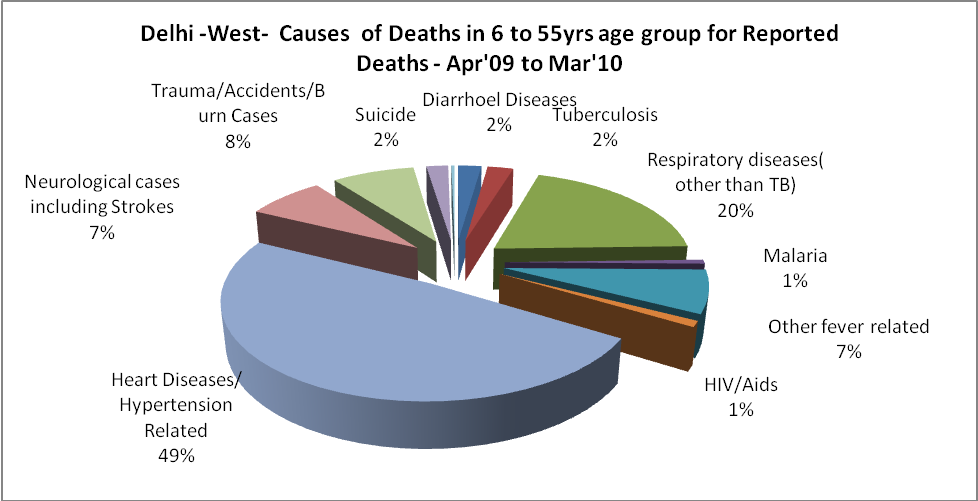 Delhi -West- Causes of Deaths in 6 to 55yrs age group for Reported
Deaths - Apr'09 to Mar'10
Trauma/Accidents/B
urn Cases
8%
Suicide
2%
Diarrhoel Diseases
2%
Tuberculosis
2%
Respiratory diseases(
other than TB)
20%
Neurological cases
including Strokes
7%
Malaria
1%
Other fever related
7%
HIV/Aids
1%
Heart Diseases/
Hypertension
Related
49%